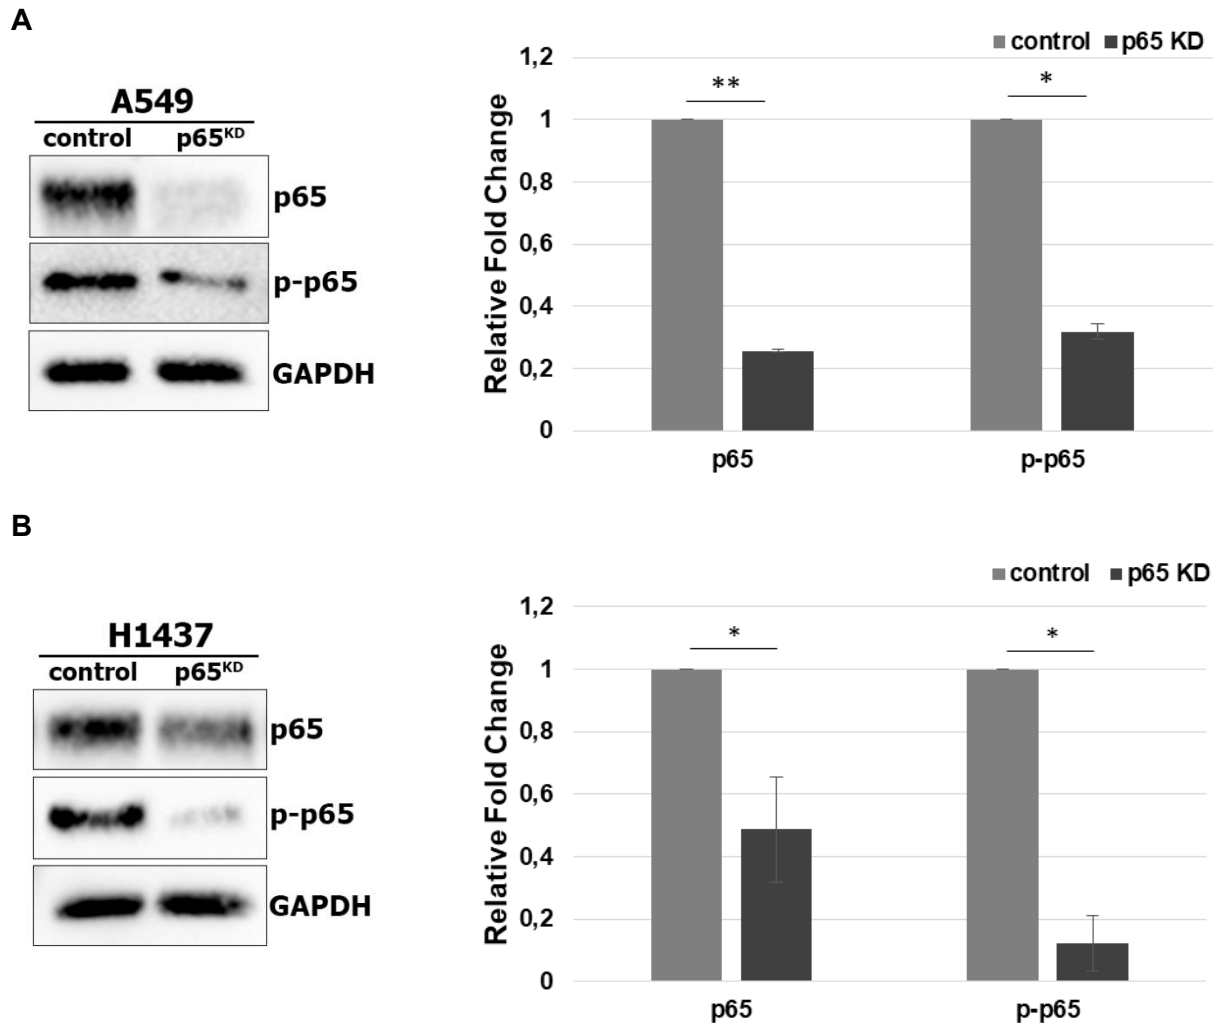 A
A549
control p65KD
p65
p-p65
GAPDH
control p65 KD
Relative Fold Change
1,2
1
0,8
0,6
0,4
0,2
0
** *
p65 p-p65
B
H1437
control p65KD
p65
p-p65
GAPDH
control p65 KD
Relative Fold Change
1,2
1
0,8
0,6
0,4
0,2
0
* *
p65 p-p65